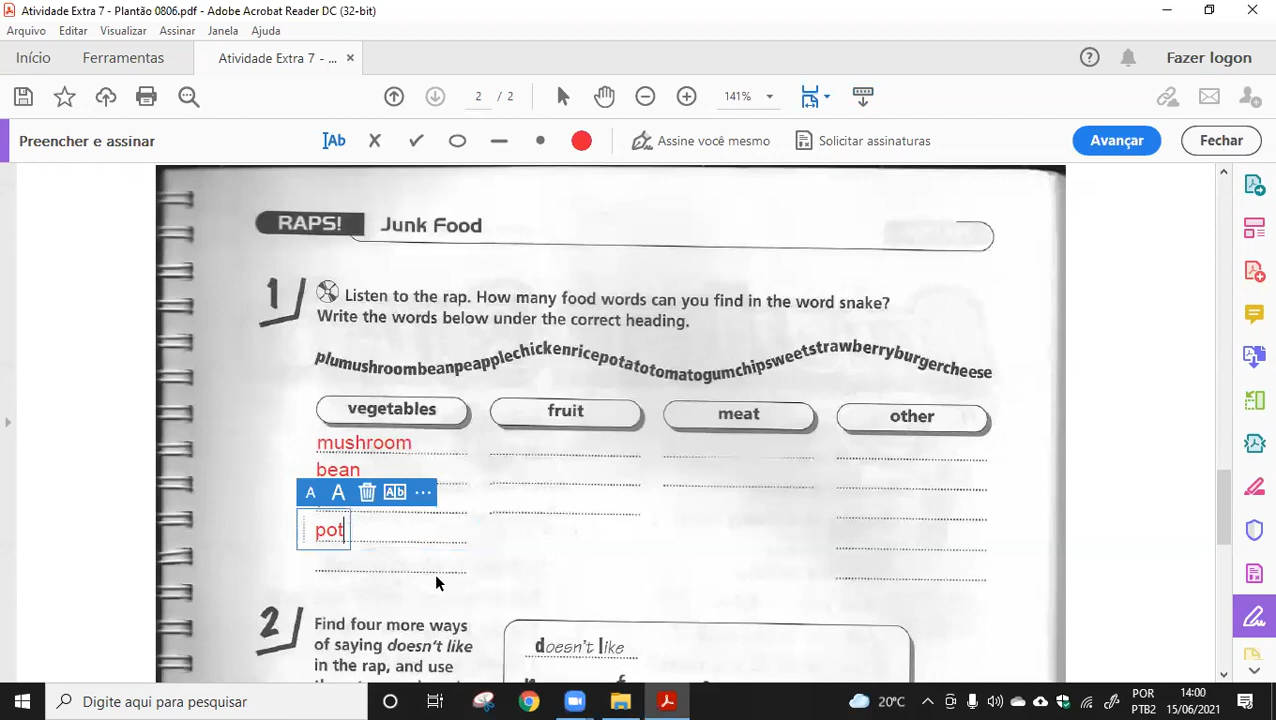 Atividade Extra 7 - Plantão 0806.pdf - Adobe Acrobat Reader DC (32-bit)
Arquivo Editar Visualizar Assinar Janela Ajuda
Início Ferramentas Atividade Extra 7 - ... × Fazer logon
2 / 2 141%
Preencher e assinar Ab Assine você mesmo Solicitar assinaturas Avançar Fechar
RAPS! Junk Food
1 Listen to the rap. How many food words can you find in the word snake?
Write the words below under the correct heading.
plumushroombeanpeapplechickenricepotatotomatogumchipsweetstrawberryburgercheese
vegetables fruit meat other
mushroom
bean
A A Ab ...
pot
2 Find four more ways
of saying doesn't like
in the rap, and use
doesn't like
Digite aqui para pesquisar
20°C
POR
PTB2
14:00
15/06/2021